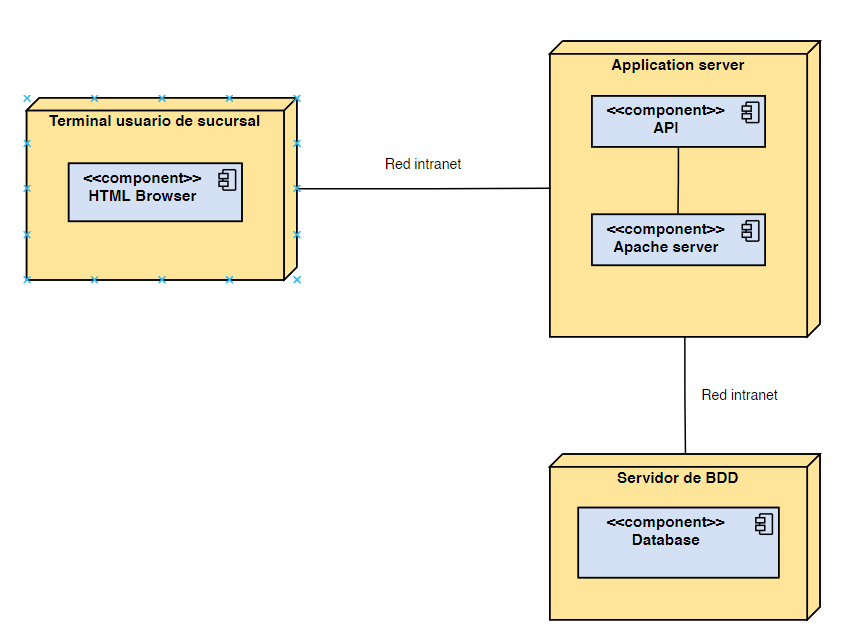 Application server
<<component>>
API
Terminal usuario de sucursal
<<component>>
HTML Browser
Red intranet
<<component>>
Apache server
Red intranet
Servidor de BDD
<<component>>
Database